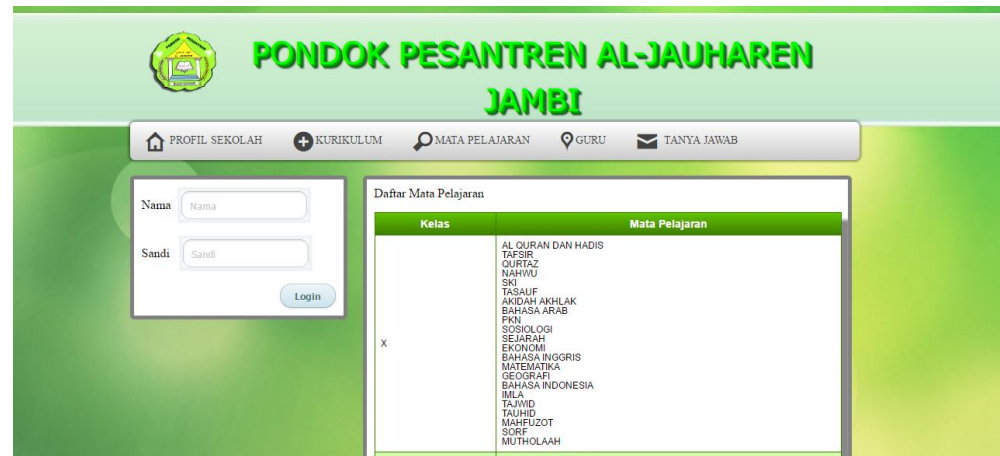 PONDOK PESANTREN AL-JAUHAREN
JAMBI
PROFIL SEKOLAH KURIKULUM MATA PELAJARAN GURU TANYA JAWAB
Nama Nama
Sandi Sandi
Login
Daftar Mata Pelajaran
Kelas Mata Pelajaran
X
AL QURAN DAN HADIS
TAFSIR
QURTAZ
NAHWU
SKI
TASAUF
AKIDAH AKHLAK
BAHASA ARAB
PKN
SOSIOLOGI
SEJARAH
EKONOMI
BAHASA INGGRIS
MATEMATIKA
GEOGRAFI
BAHASA INDONESIA
IMLA
TAJWID
TAUHID
MAHFUZOT
SORF
MUTHOLAAH